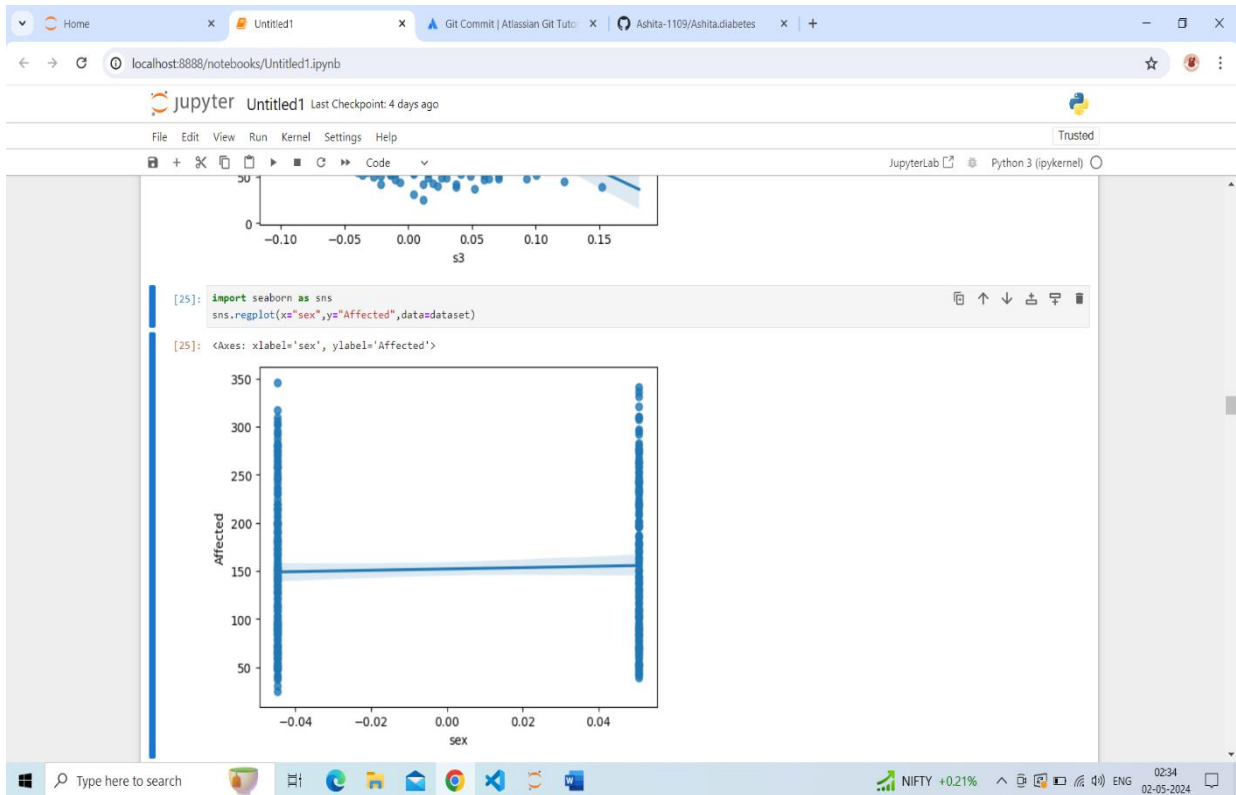 Home
Untitled1
Git Commit | Atlassian Git Tuto
Ashita-1109/Ashita.diabetes
localhost:8888/notebooks/Untitled1.ipynb
jupyter Untitled1 Last Checkpoint: 4 days ago
File Edit View Run Kernel Settings Help
Trusted
Code
JupyterLab
Python 3 (ipykernel)
50
0
−0.10 −0.05 0.00 0.05 0.10 0.15
s3
[25]: import seaborn as sns
sns.regplot(x="sex",y="Affected",data=dataset)
[25]: <Axes: xlabel='sex', ylabel='Affected'>
350
300
250
200
150
100
50
Affected
−0.04 −0.02 0.00 0.02 0.04
sex
Type here to search
NIFTY +0.21%
ENG
02:34
02-05-2024